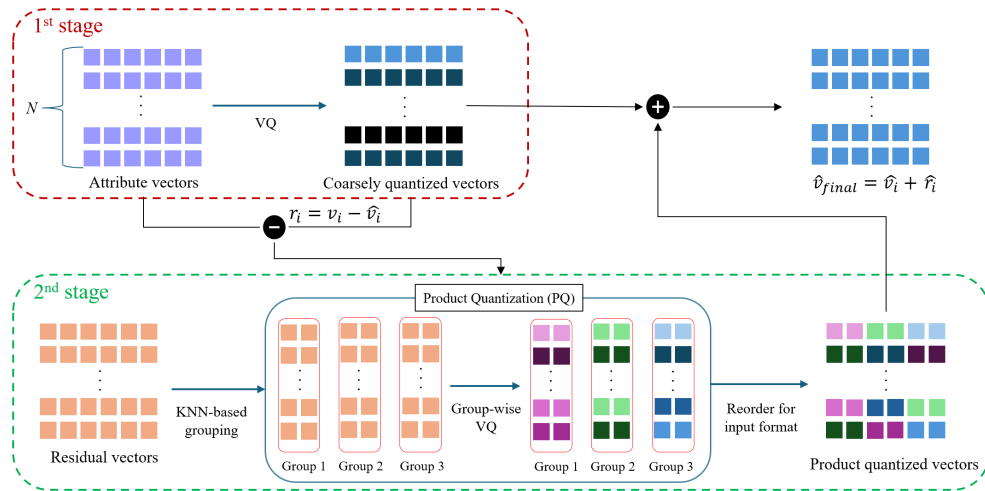 1st stage
N
VQ
Attribute vectors
Coarsely quantized vectors
+
v̂_final = v̂_i + r̂_i
−
r_i = v_i − v̂_i
2nd stage
Product Quantization (PQ)
KNN-based
grouping
Group-wise
VQ
Reorder for
input format
Residual vectors
Group 1
Group 2
Group 3
Group 1
Group 2
Group 3
Product quantized vectors